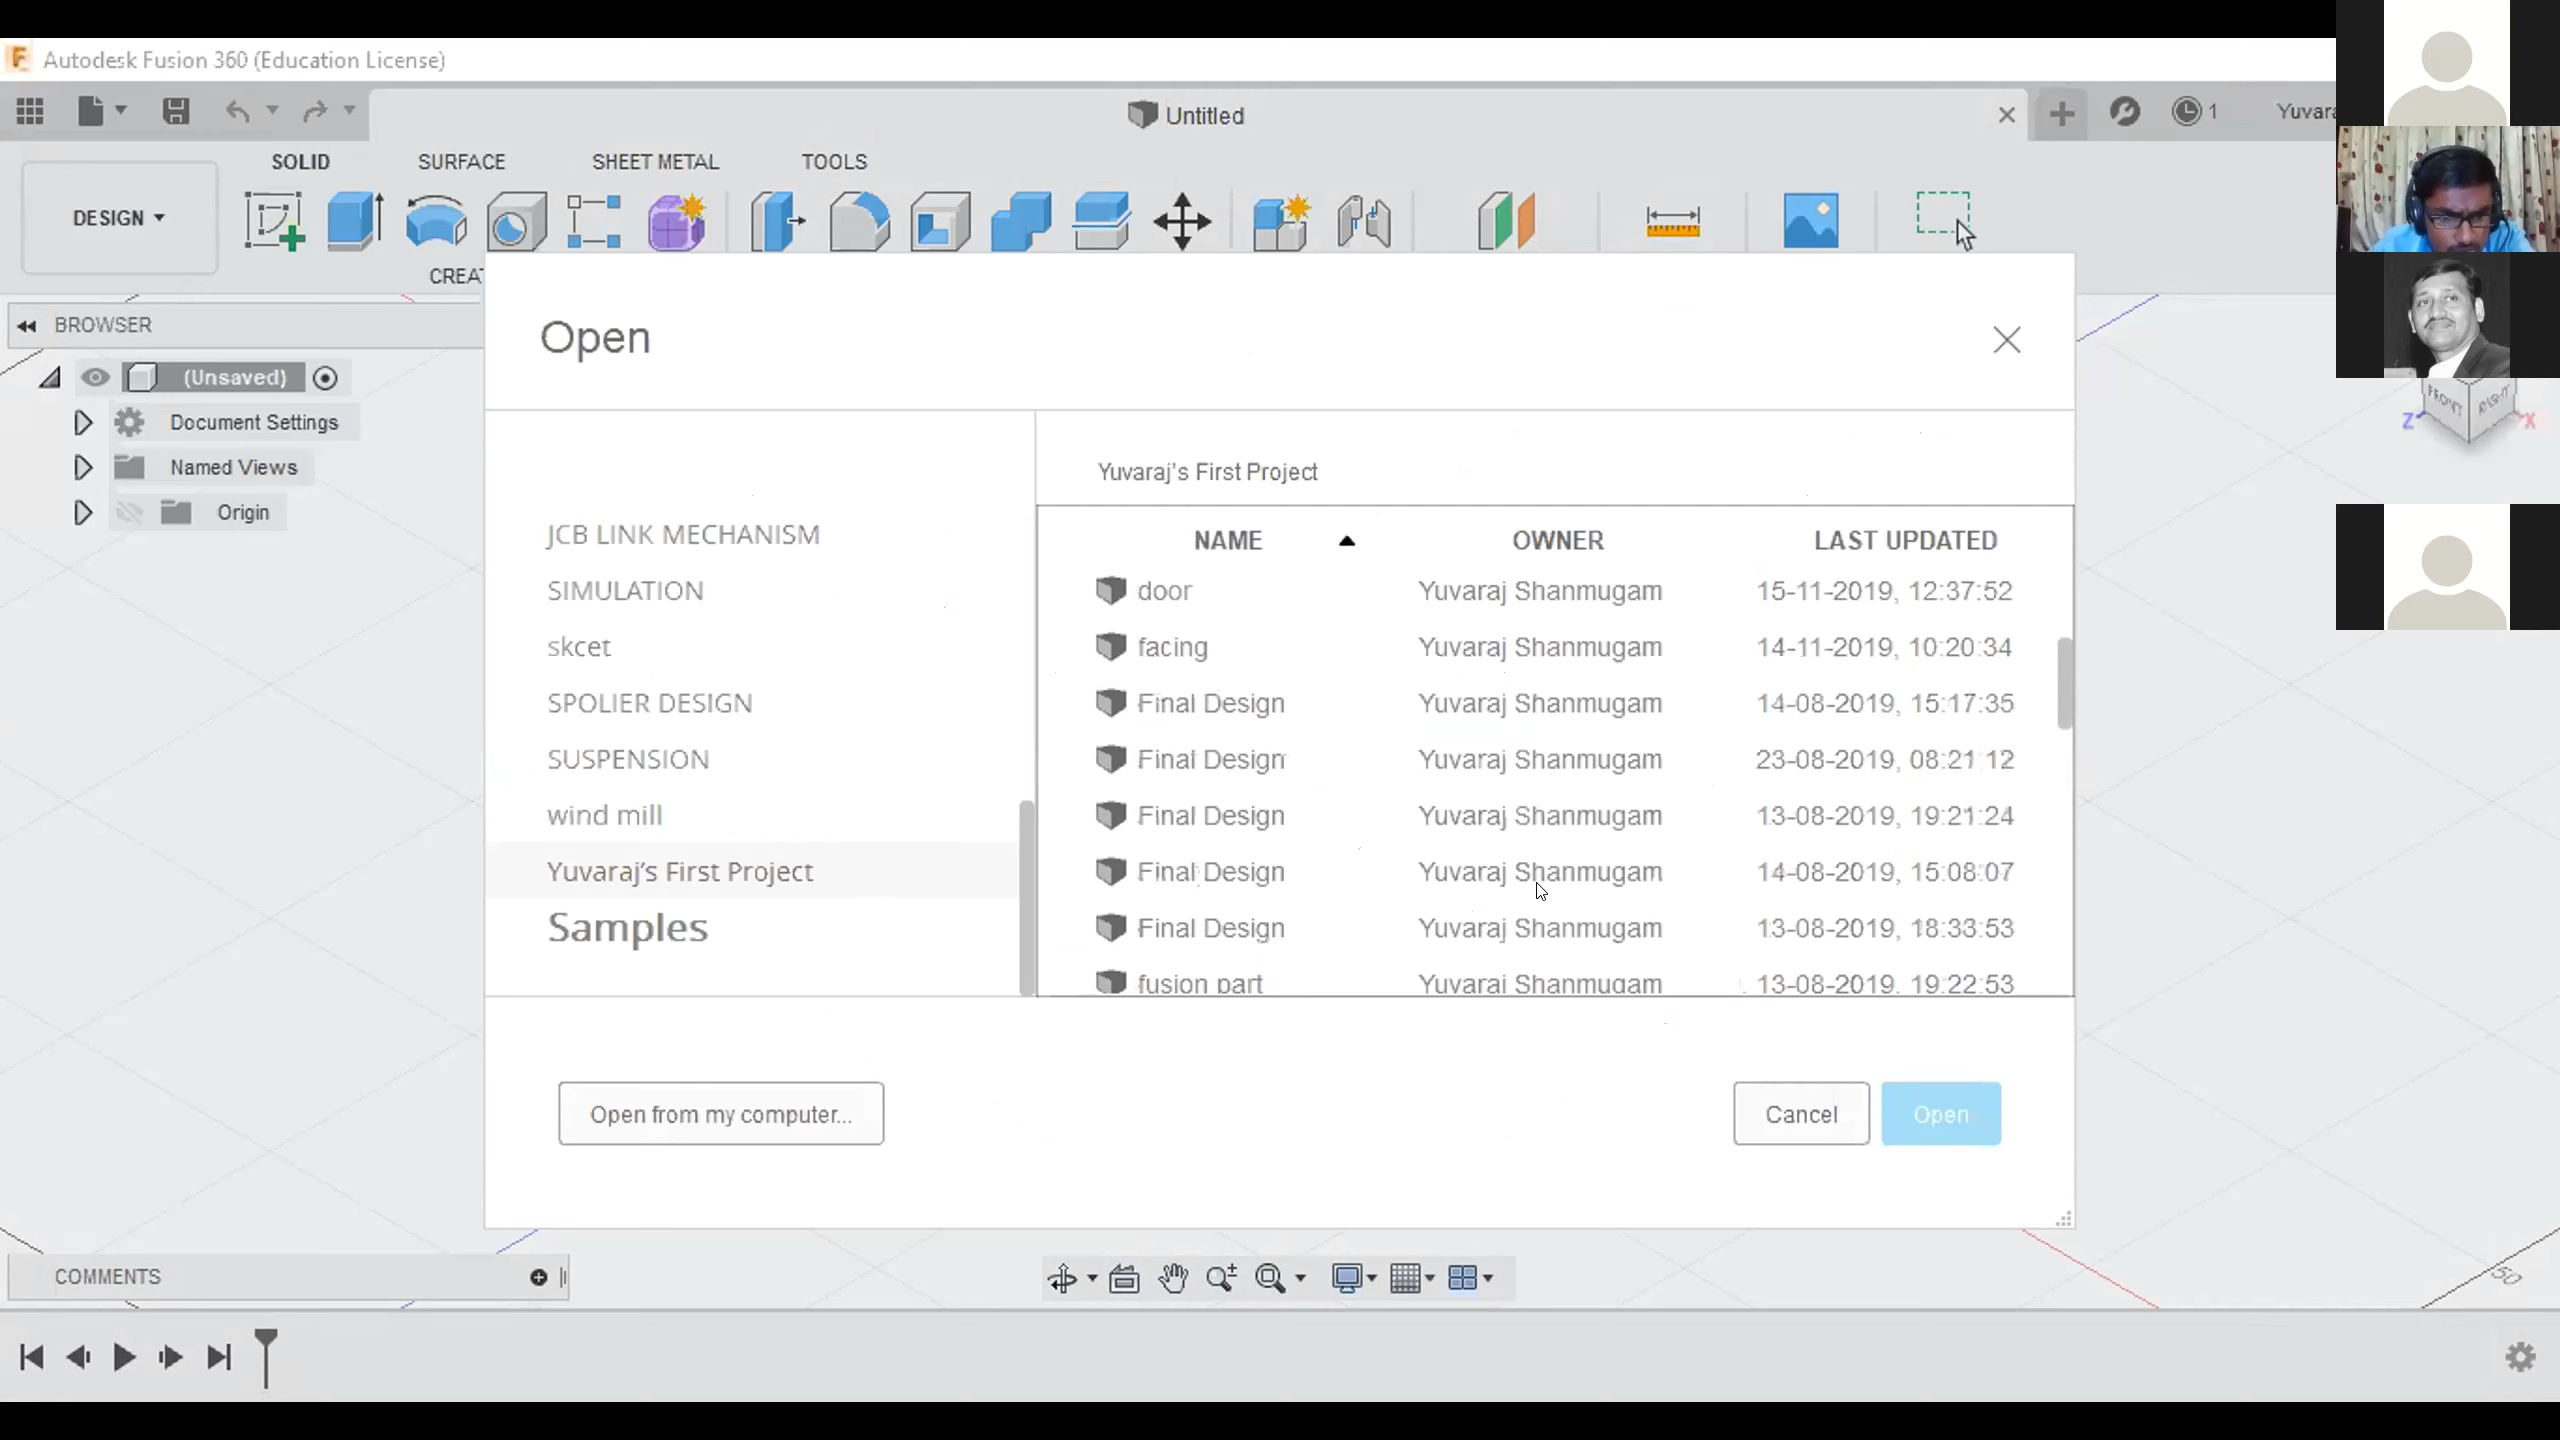 Autodesk Fusion 360 (Education License)
Untitled
1
Yuvara
SOLID
SURFACE
SHEET METAL
TOOLS
DESIGN
CREA
BROWSER
(Unsaved)
Document Settings
Named Views
Origin
Open
JCB LINK MECHANISM
SIMULATION
skcet
SPOLIER DESIGN
SUSPENSION
wind mill
Yuvaraj's First Project
Samples
Yuvaraj's First Project
NAME OWNER LAST UPDATED
door Yuvaraj Shanmugam 15-11-2019, 12:37:52
facing Yuvaraj Shanmugam 14-11-2019, 10:20:34
Final Design Yuvaraj Shanmugam 14-08-2019, 15:17:35
Final Design Yuvaraj Shanmugam 23-08-2019, 08:21:12
Final Design Yuvaraj Shanmugam 13-08-2019, 19:21:24
Final Design Yuvaraj Shanmugam 14-08-2019, 15:08:07
Final Design Yuvaraj Shanmugam 13-08-2019, 18:33:53
fusion part Yuvaraj Shanmugam 13-08-2019, 19:22:53
Open from my computer...
Cancel
Open
FRONT
RIGHT
Z
X
COMMENTS
50